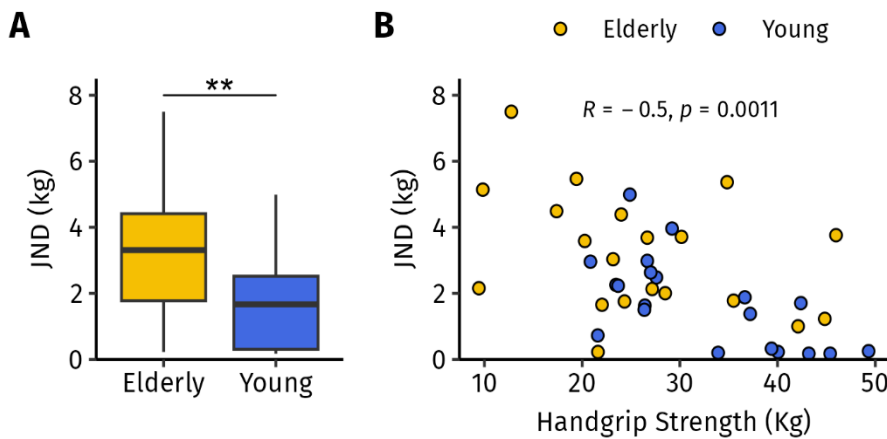 A
JND (kg)
8
6
4
2
0
**
Elderly
Young
B
Elderly
Young
JND (kg)
8
6
4
2
0
R = – 0.5, p = 0.0011
10
20
30
40
50
Handgrip Strength (Kg)